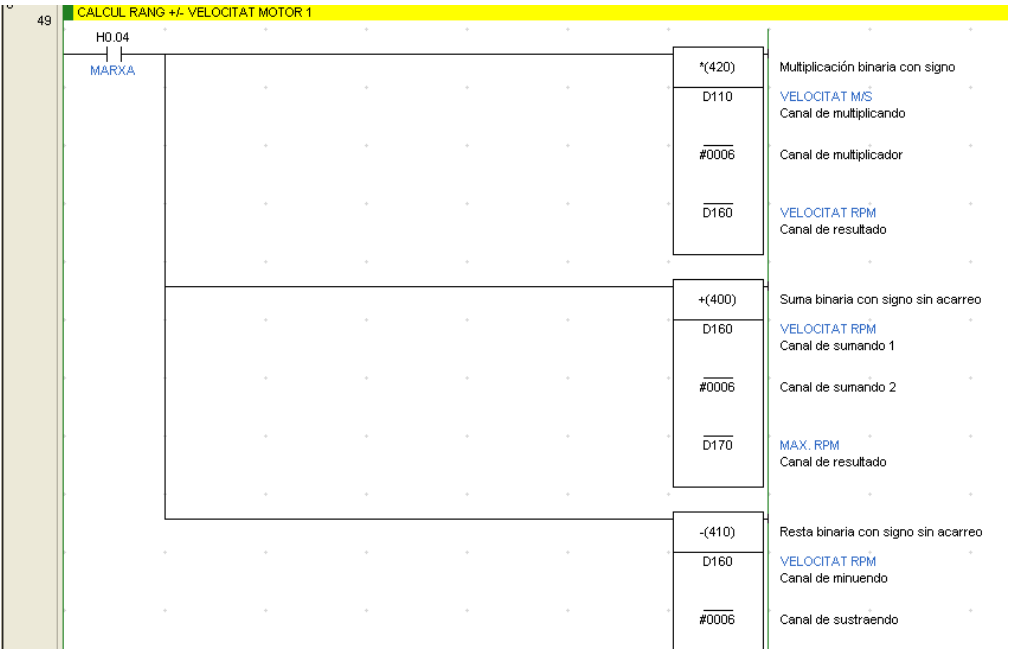 49
CALCUL RANG +/- VELOCITAT MOTOR 1
H0.04
MARXA
*(420)
Multiplicación binaria con signo
D110
VELOCITAT M/S
Canal de multiplicando
#0006
Canal de multiplicador
D160
VELOCITAT RPM
Canal de resultado
+(400)
Suma binaria con signo sin acarreo
D160
VELOCITAT RPM
Canal de sumando 1
#0006
Canal de sumando 2
D170
MAX. RPM
Canal de resultado
-(410)
Resta binaria con signo sin acarreo
D160
VELOCITAT RPM
Canal de minuendo
#0006
Canal de sustraendo